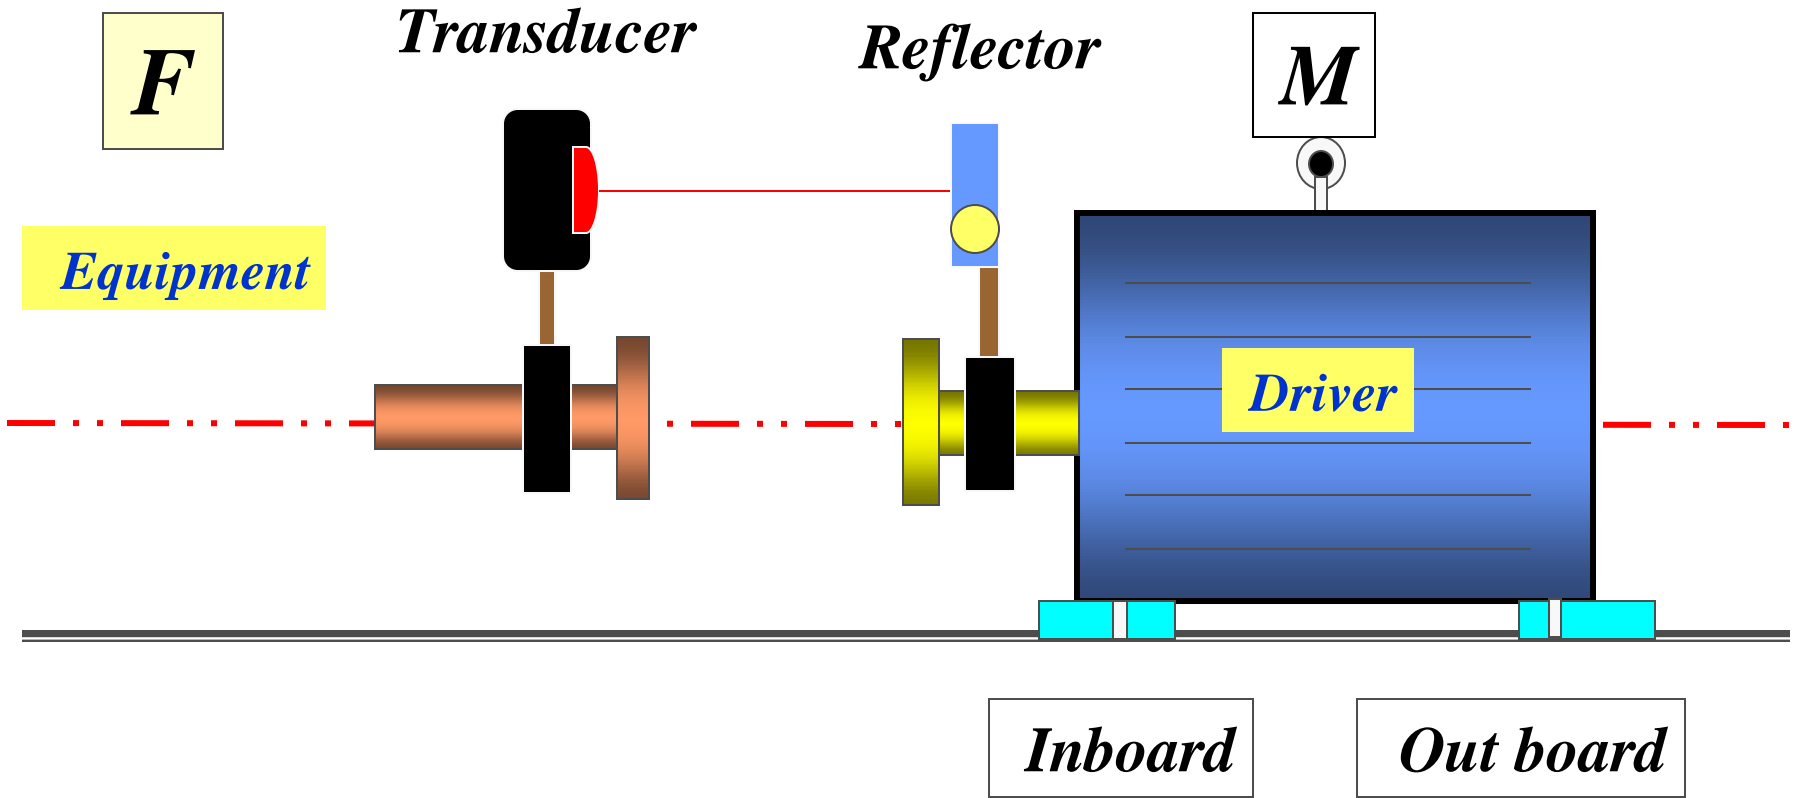 F
Transducer
Reflector
M
Equipment
Driver
Inboard
Out board